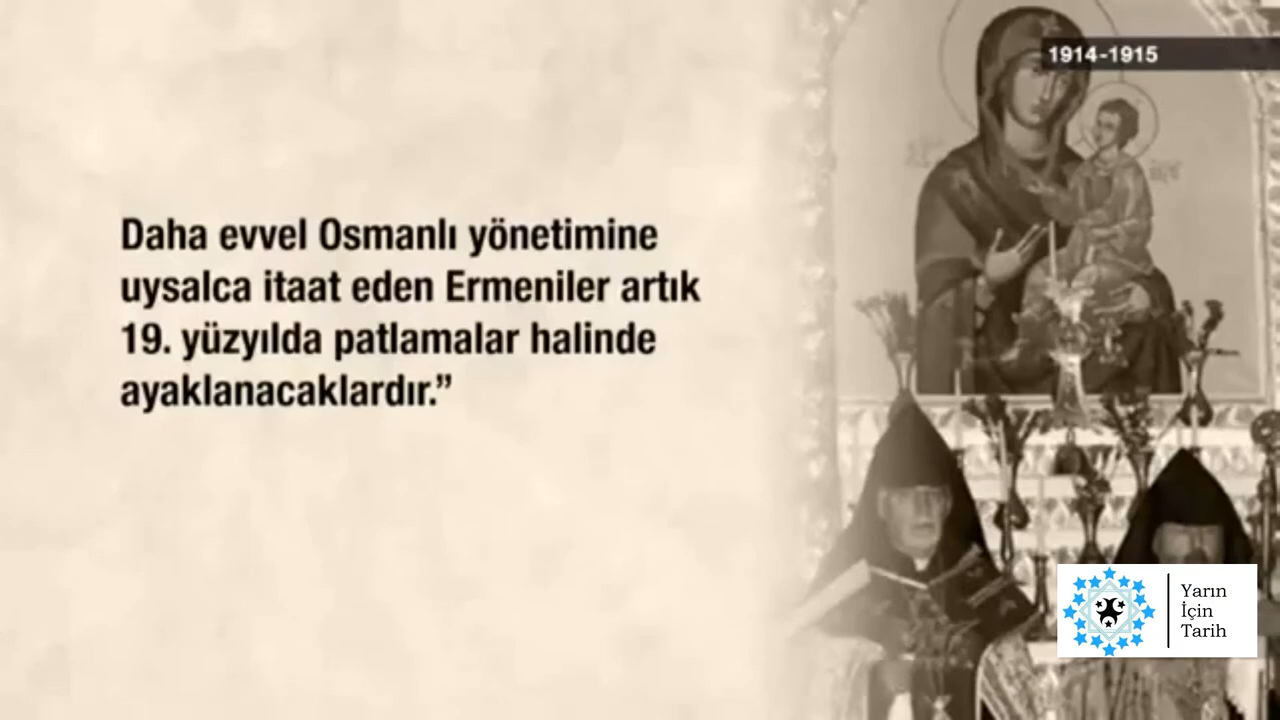 1914-1915
Daha evvel Osmanlı yönetimine
uysalca itaat eden Ermeniler artık
19. yüzyılda patlamalar halinde
ayaklanacaklardır.”
Yarın
İçin
Tarih